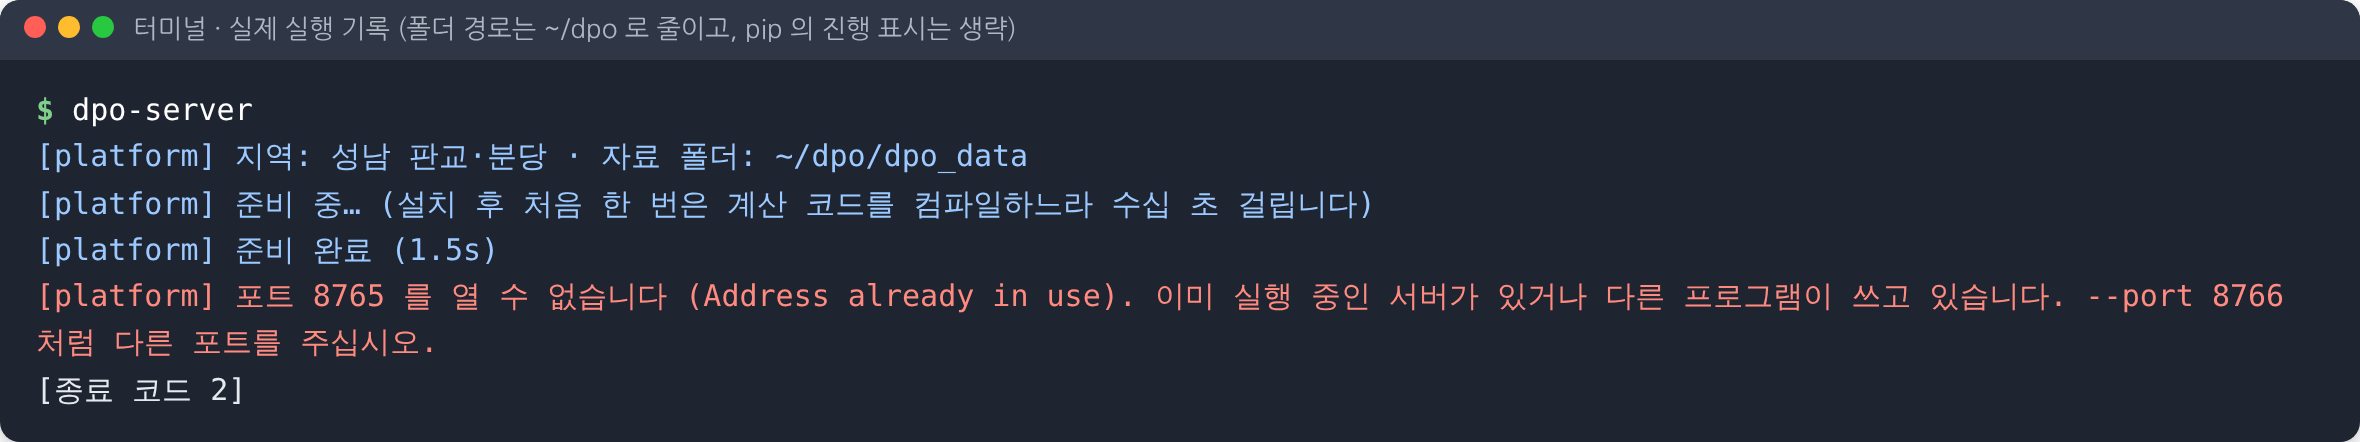 터미널 · 실제 실행 기록 (폴더 경로는 ~/dpo 로 줄이고, pip 의 진행 표시는 생략)
$ dpo-server
[platform] 지역: 성남 판교·분당 · 자료 폴더: ~/dpo/dpo_data
[platform] 준비 중… (설치 후 처음 한 번은 계산 코드를 컴파일하느라 수십 초 걸립니다)
[platform] 준비 완료 (1.5s)
[platform] 포트 8765 를 열 수 없습니다 (Address already in use). 이미 실행 중인 서버가 있거나 다른 프로그램이 쓰고 있습니다. --port 8766
처럼 다른 포트를 주십시오.
[종료 코드 2]